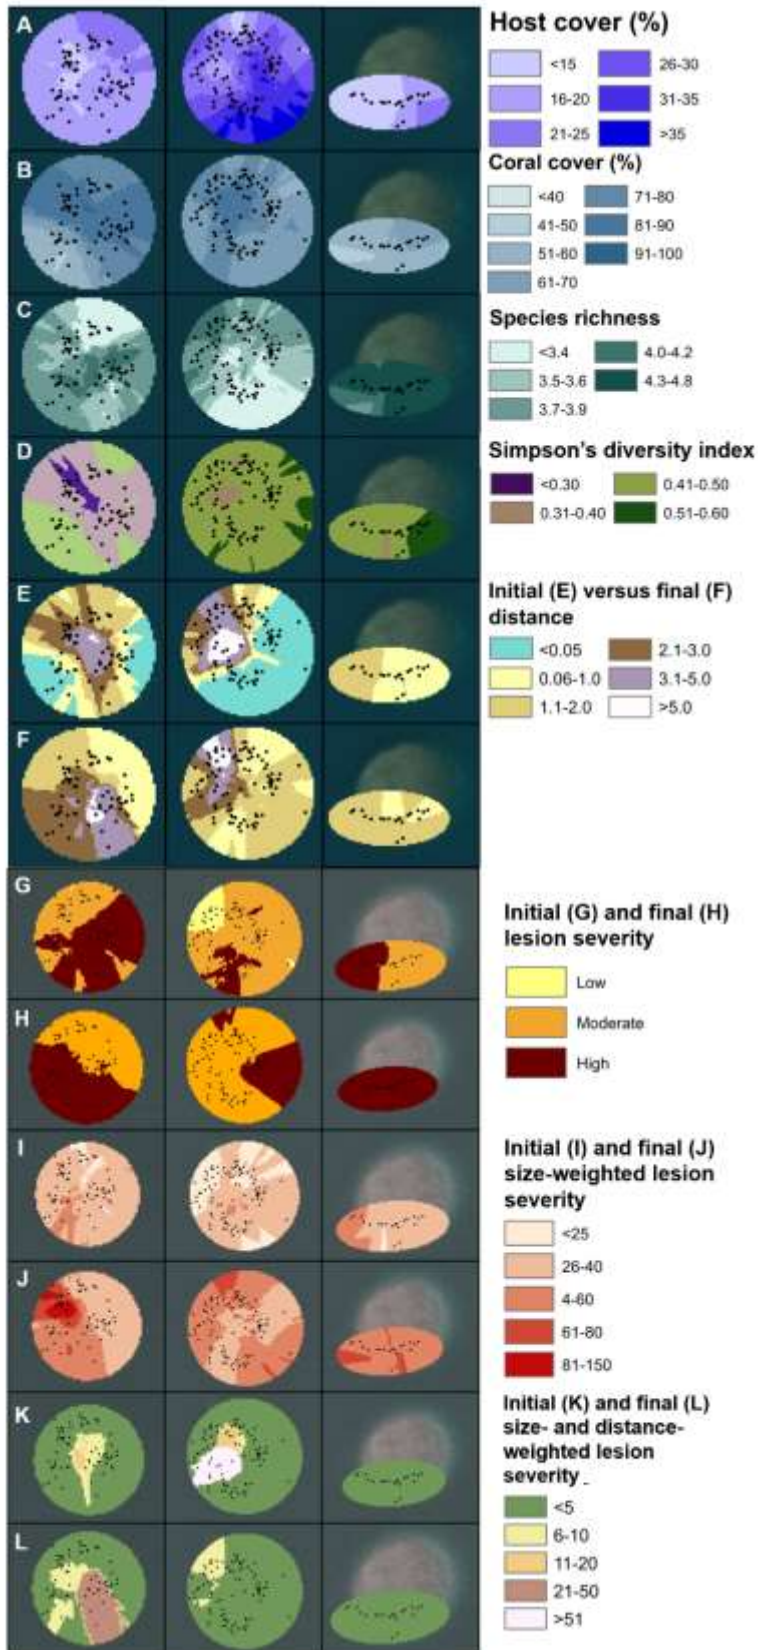 A
Host cover (%)
<15
26-30
16-20
31-35
21-25
>35
B
Coral cover (%)
<40
71-80
41-50
81-90
51-60
91-100
61-70
C
Species richness
<3.4
4.0-4.2
3.5-3.6
4.3-4.8
3.7-3.9
D
Simpson's diversity index
<0.30
0.41-0.50
0.31-0.40
0.51-0.60
E
Initial (E) versus final (F)
distance
<0.05
2.1-3.0
0.06-1.0
3.1-5.0
1.1-2.0
>5.0
F
G
Initial (G) and final (H)
lesion severity
Low
Moderate
High
H
I
Initial (I) and final (J)
size-weighted lesion
severity
<25
26-40
4-60
61-80
81-150
J
K
Initial (K) and final (L)
size- and distance-
weighted lesion
severity
<5
6-10
11-20
21-50
>51
L